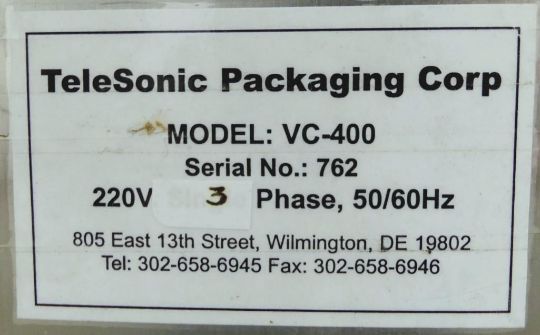 TeleSonic Packaging Corp
MODEL: VC-400
Serial No.: 762
220V 3 Phase, 50/60Hz
805 East 13th Street, Wilmington, DE 19802
Tel: 302-658-6945 Fax: 302-658-6946